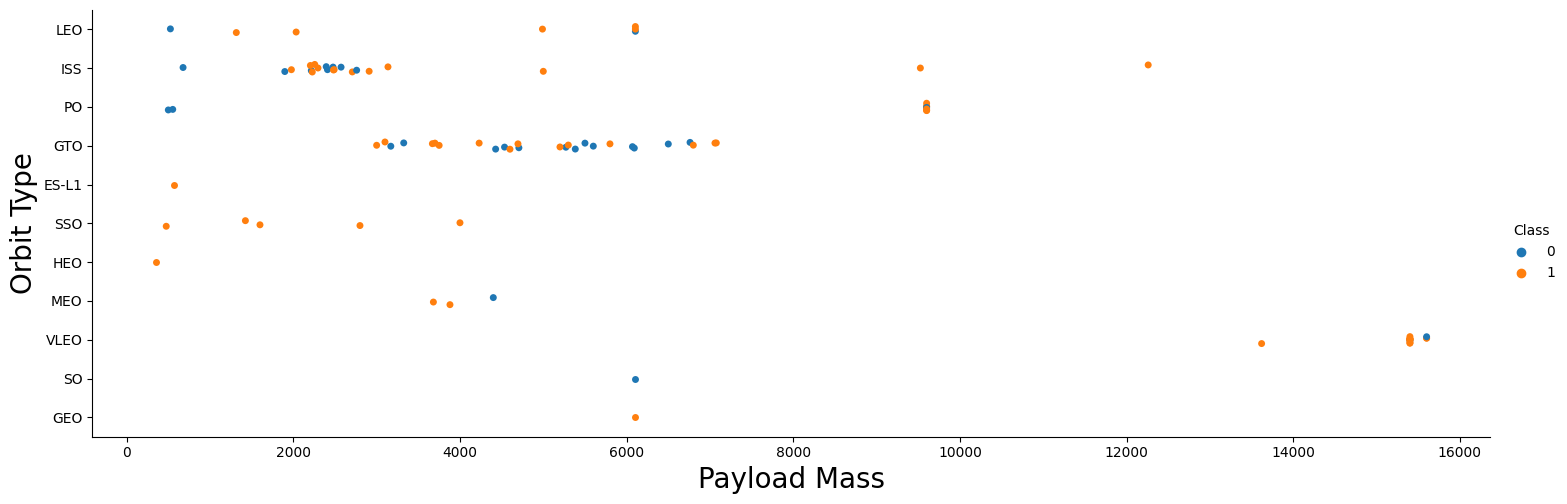 Orbit Type
LEO
ISS
PO
GTO
ES-L1
SSO
HEO
MEO
VLEO
SO
GEO
0 2000 4000 6000 8000 10000 12000 14000 16000
Payload Mass
Class
0
1